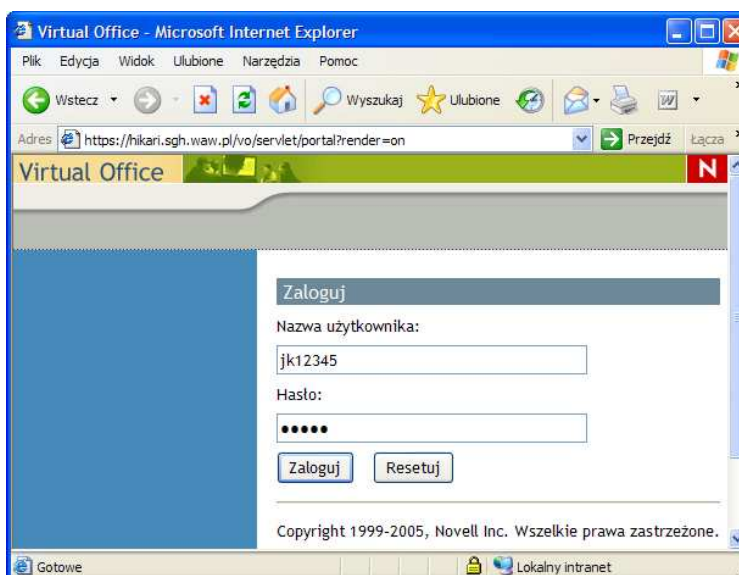 Virtual Office - Microsoft Internet Explorer
Plik Edycja Widok Ulubione Narzędzia Pomoc
Wstecz Wyszukaj Ulubione
Adres https://hikari.sgh.waw.pl/vo/servlet/portal?render=on Przejdź Łącza
Virtual Office N
Zaloguj
Nazwa użytkownika:
jk12345
Hasło:
•••••
Zaloguj Resetuj
Copyright 1999-2005, Novell Inc. Wszelkie prawa zastrzeżone.
Gotowe Lokalny intranet